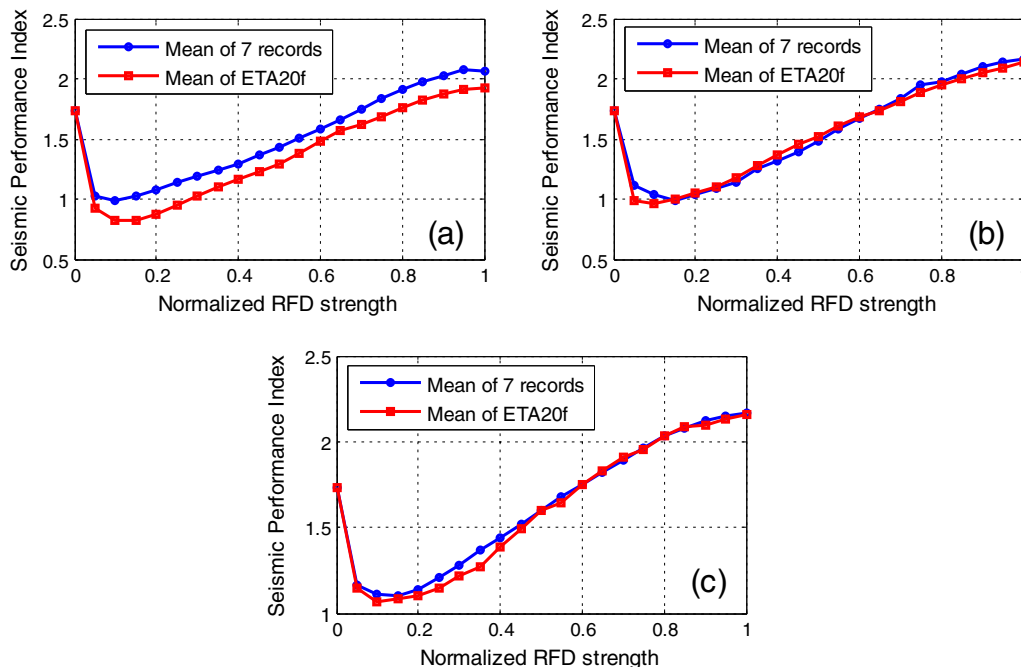 2.5
2
1.5
1
0.5
Seismic Performance Index
Mean of 7 records
Mean of ETA20f
(a)
0 0.2 0.4 0.6 0.8 1
Normalized RFD strength
2.5
2
1.5
1
0.5
Seismic Performance Index
Mean of 7 records
Mean of ETA20f
(b)
0 0.2 0.4 0.6 0.8
Normalized RFD strength
2.5
2
1.5
1
Seismic Performance Index
Mean of 7 records
Mean of ETA20f
(c)
0 0.2 0.4 0.6 0.8 1
Normalized RFD strength